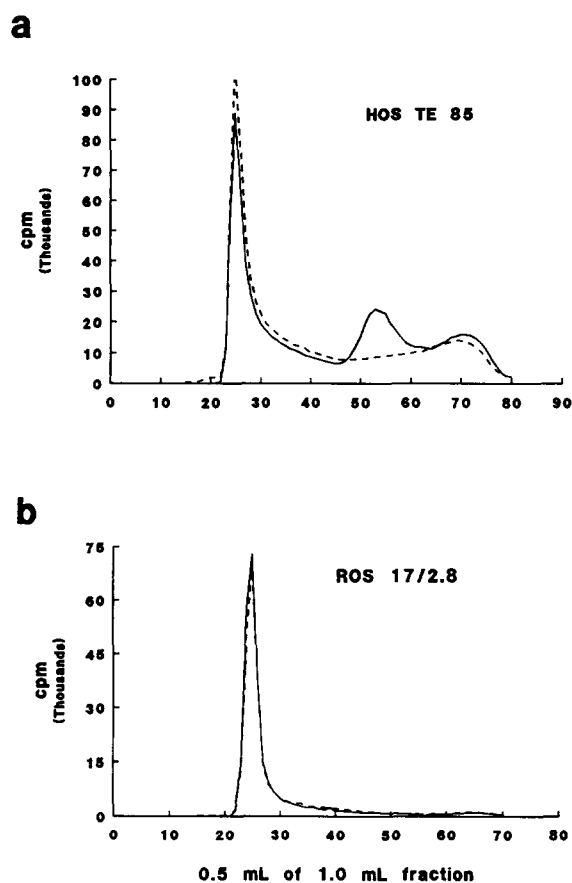 a
HOS TE 85
cpm
(Thousands)
100
90
80
70
60
50
40
30
20
10
0
0 10 20 30 40 50 60 70 80 90
b
ROS 17/2.8
cpm
(Thousands)
75
60
45
30
15
0
0 10 20 30 40 50 60 70 80
0.5 mL of 1.0 mL fraction